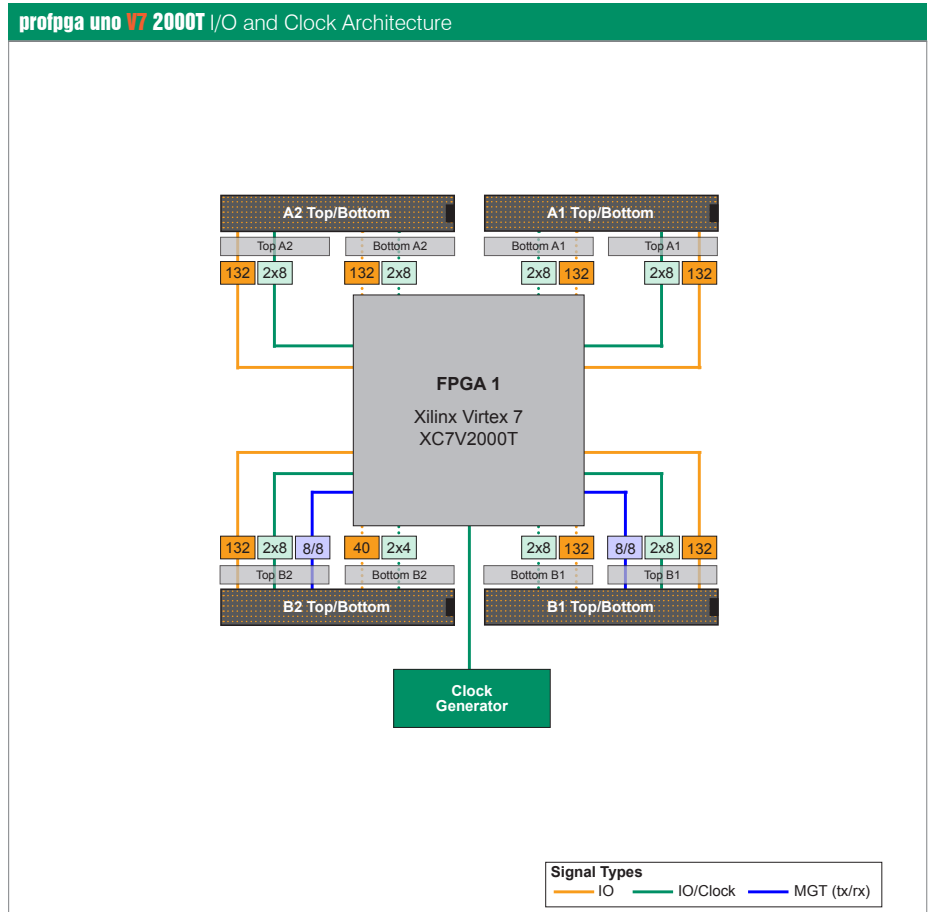 profpga uno V7 2000T I/O and Clock Architecture
A2 Top/Bottom
A1 Top/Bottom
Top A2
Bottom A2
Bottom A1
Top A1
132
2x8
132
2x8
2x8
132
2x8
132
FPGA 1
Xilinx Virtex 7
XC7V2000T
132
2x8
8/8
40
2x4
2x8
132
8/8
2x8
132
Top B2
Bottom B2
Bottom B1
Top B1
B2 Top/Bottom
B1 Top/Bottom
Clock
Generator
Signal Types
IO
IO/Clock
MGT (tx/rx)